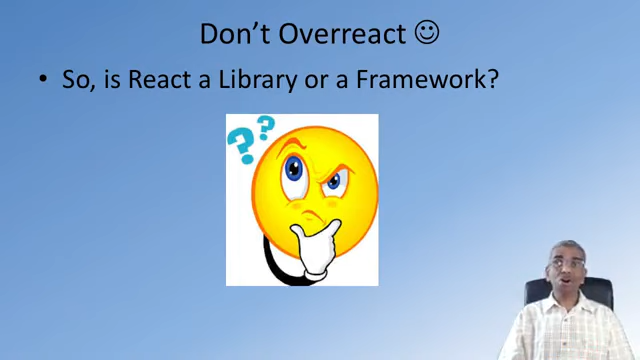 Don’t Overreact ☺
• So, is React a Library or a Framework?
??